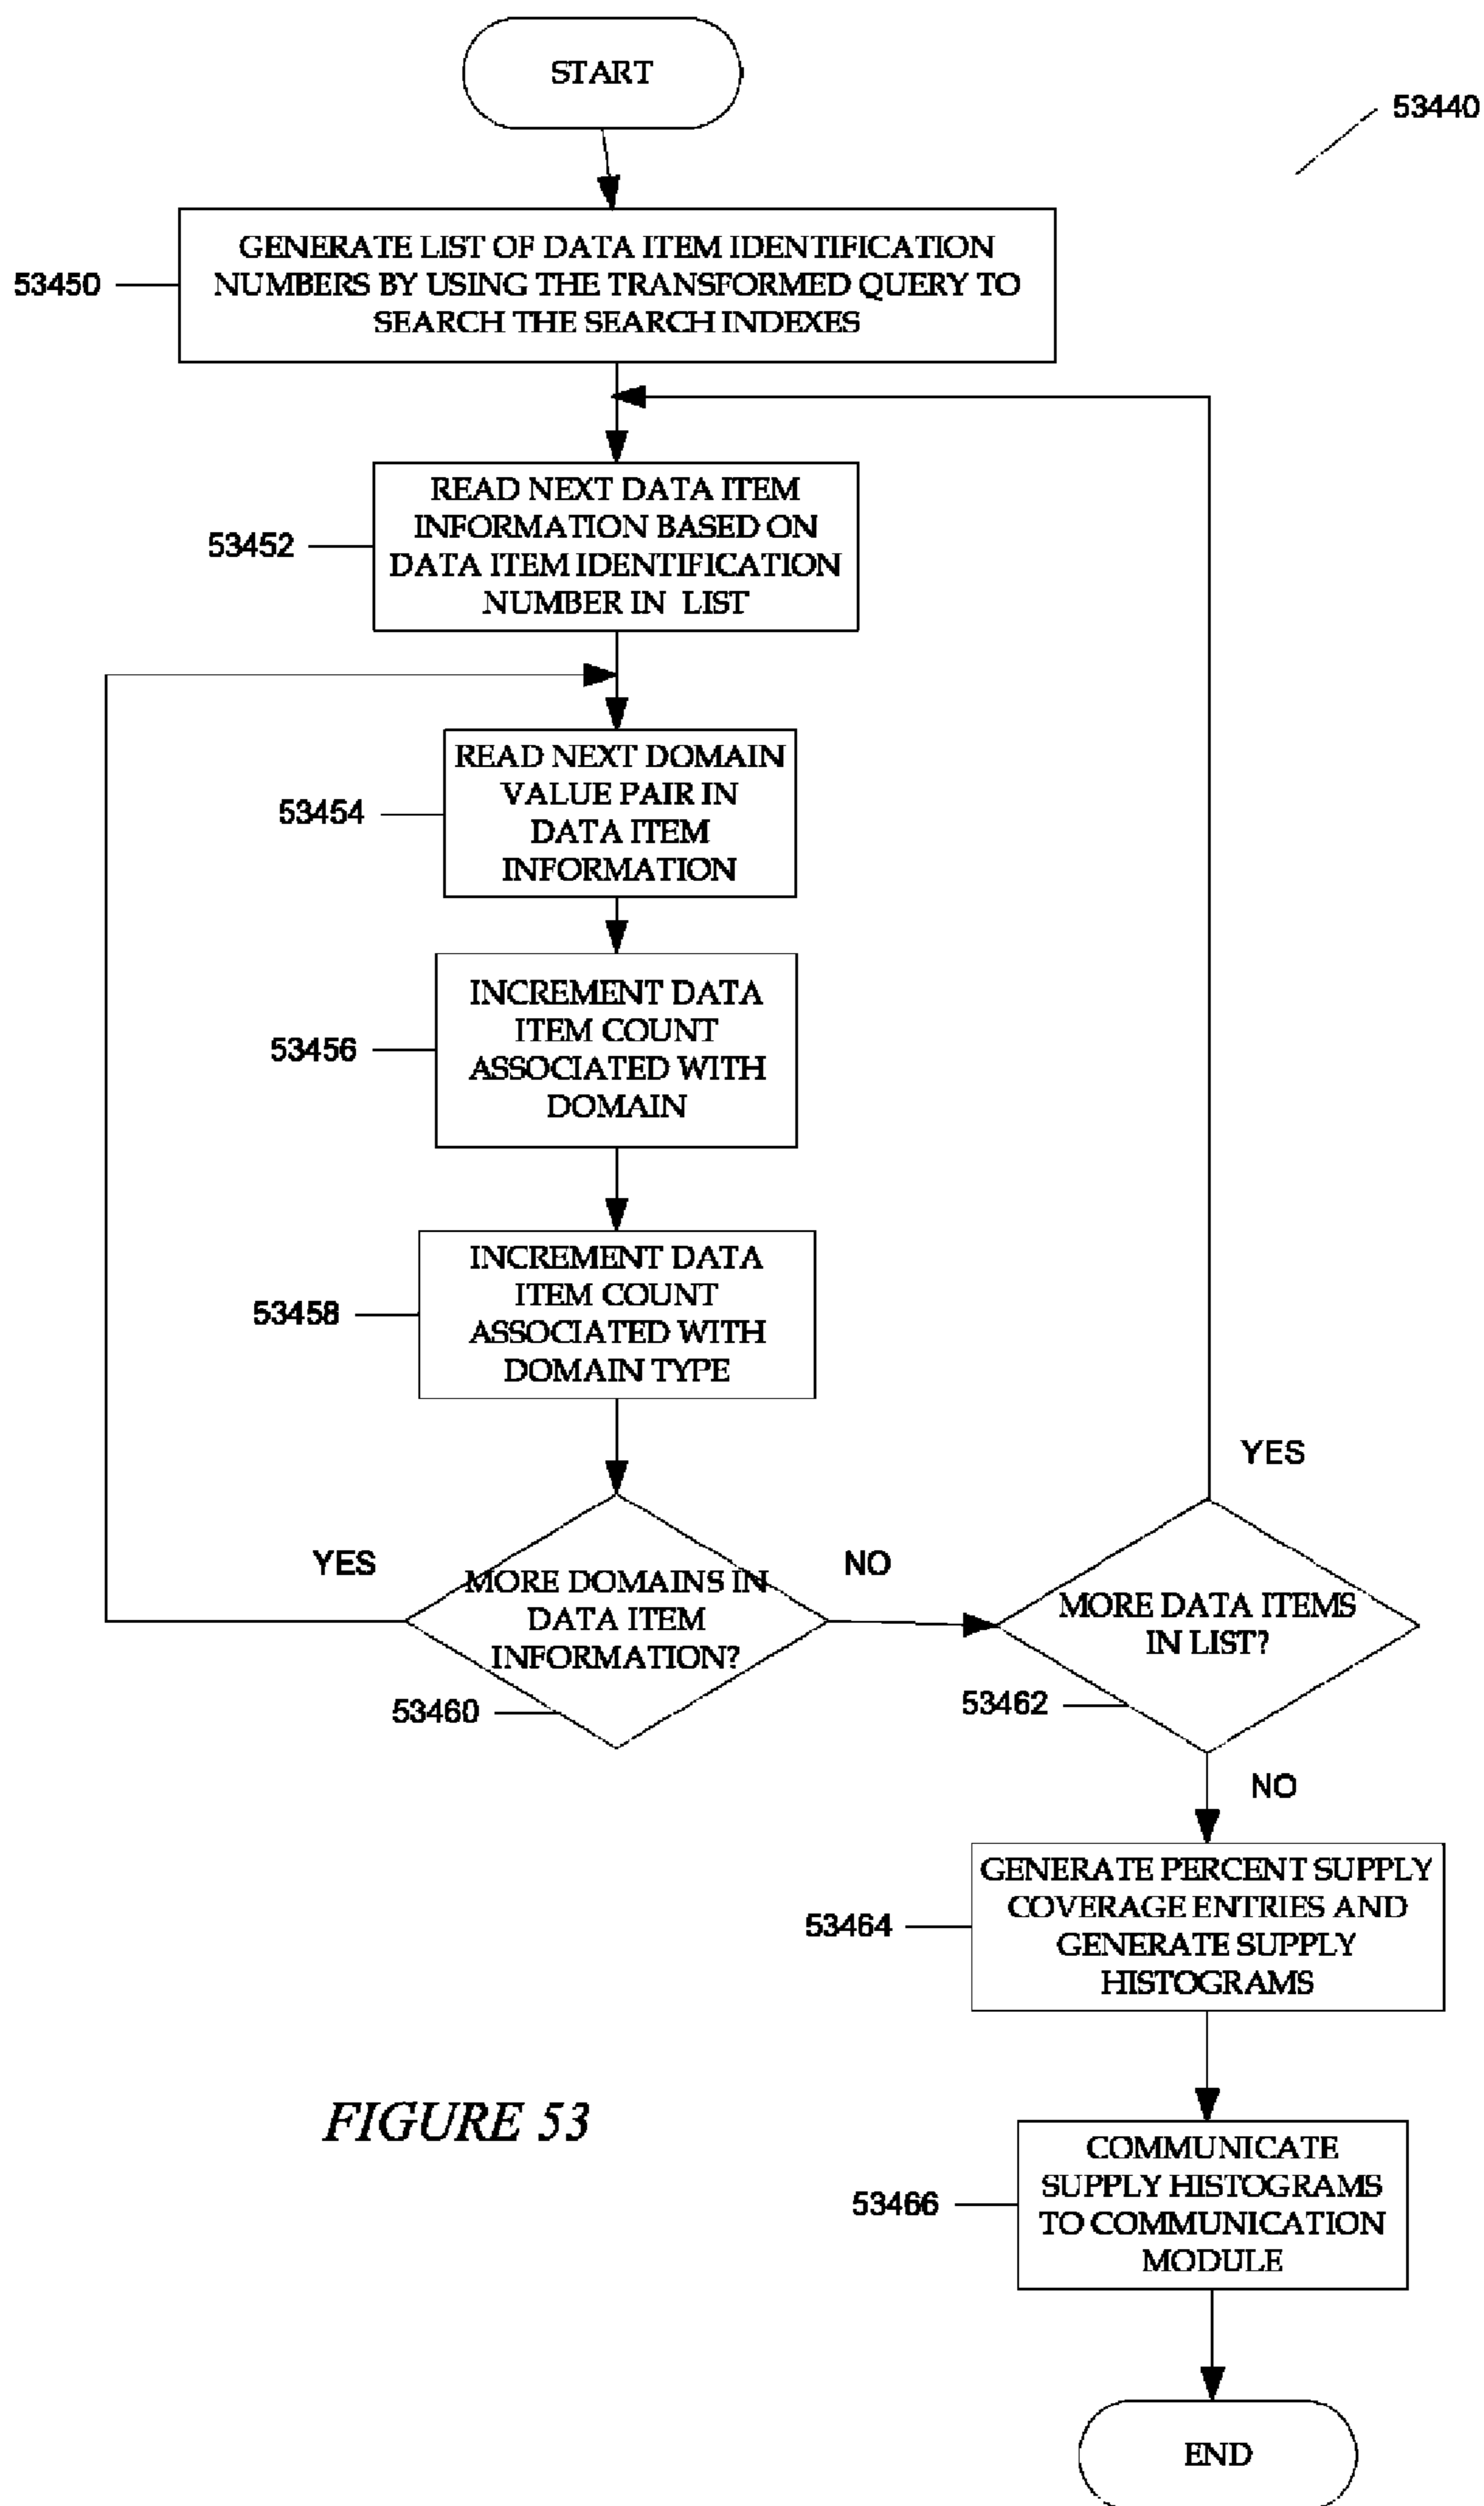 START
53440
GENERATE LIST OF DATA ITEM IDENTIFICATION
NUMBERS BY USING THE TRANSFORMED QUERY TO
SEARCH THE SEARCH INDEXES
53450
READ NEXT DATA ITEM
INFORMATION BASED ON
DATA ITEM IDENTIFICATION
NUMBER IN LIST
53452
READ NEXT DOMAIN
VALUE PAIR IN
DATA ITEM
INFORMATION
53454
INCREMENT DATA
ITEM COUNT
ASSOCIATED WITH
DOMAIN
53456
INCREMENT DATA
ITEM COUNT
ASSOCIATED WITH
DOMAIN TYPE
53458
YES
MORE DOMAINS IN
DATA ITEM
INFORMATION?
53460
NO
YES
MORE DATA ITEMS
IN LIST?
53462
NO
GENERATE PERCENT SUPPLY
COVERAGE ENTRIES AND
GENERATE SUPPLY
HISTOGRAMS
53464
COMMUNICATE
SUPPLY HISTOGRAMS
TO COMMUNICATION
MODULE
53466
END
FIGURE 53